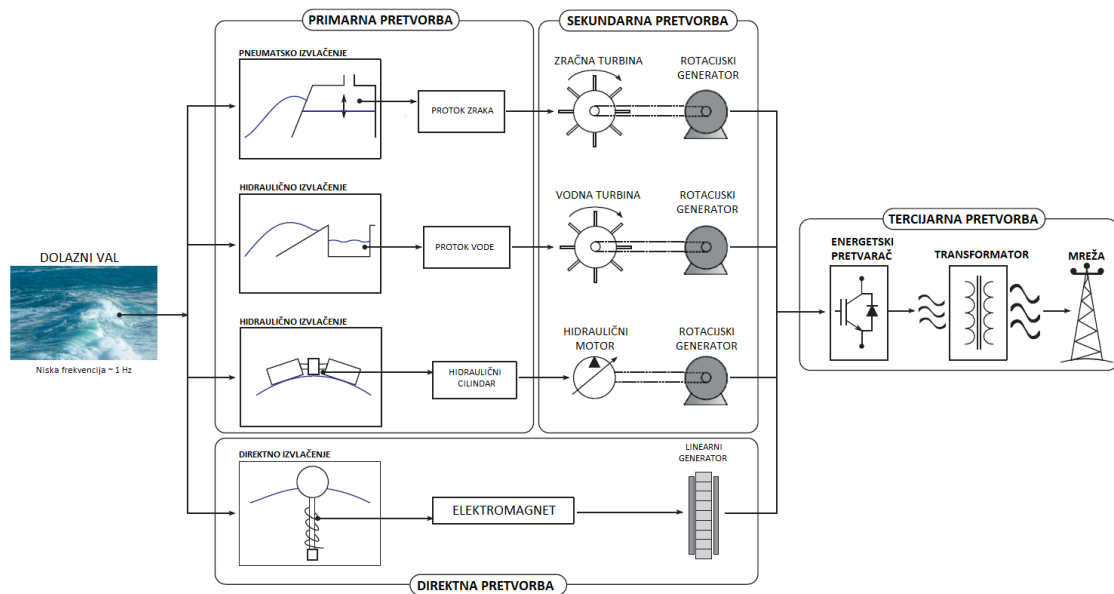 PRIMARNA PRETVORBA
SEKUNDARNA PRETVORBA
PNEUMATSKO IZVLAČENJE
PROTOK ZRAKA
ZRAČNA TURBINA
ROTACIJSKI
GENERATOR
HIDRAULIČNO IZVLAČENJE
PROTOK VODE
VODNA TURBINA
ROTACIJSKI
GENERATOR
TERCIJARNA PRETVORBA
ENERGETSKI
PRETVARAČ
TRANSFORMATOR
MREŽA
DOLAZNI VAL
Niska frekvencija ~ 1 Hz
HIDRAULIČNO IZVLAČENJE
HIDRAULIČNI
CILINDAR
HIDRAULIČNI
MOTOR
ROTACIJSKI
GENERATOR
DIREKTNO IZVLAČENJE
ELEKTROMAGNET
LINEARNI
GENERATOR
DIREKTNA PRETVORBA